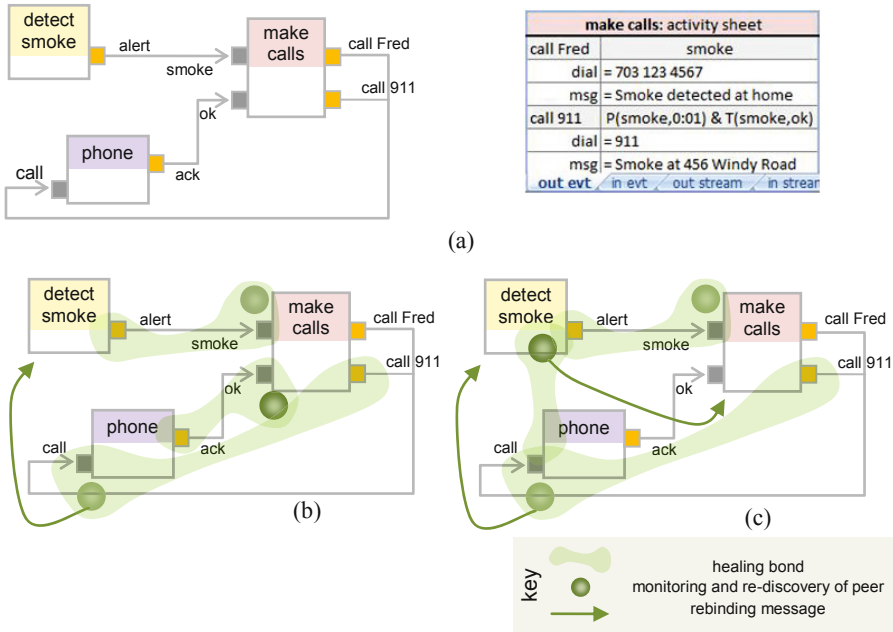 detect
smoke
alert
smoke
make
calls
call Fred
call 911
ok
phone
call
ack
make calls: activity sheet
call Fred smoke
dial = 703 123 4567
msg = Smoke detected at home
call 911 P(smoke,0:01) & T(smoke,ok)
dial = 911
msg = Smoke at 456 Windy Road
out evt in evt out stream in strear
(a)
detect
smoke
alert
smoke
make
calls
call Fred
call 911
ok
phone
call
ack
(b)
detect
smoke
alert
smoke
make
calls
call Fred
call 911
ok
phone
call
ack
(c)
key
healing bond
monitoring and re-discovery of peer
rebinding message